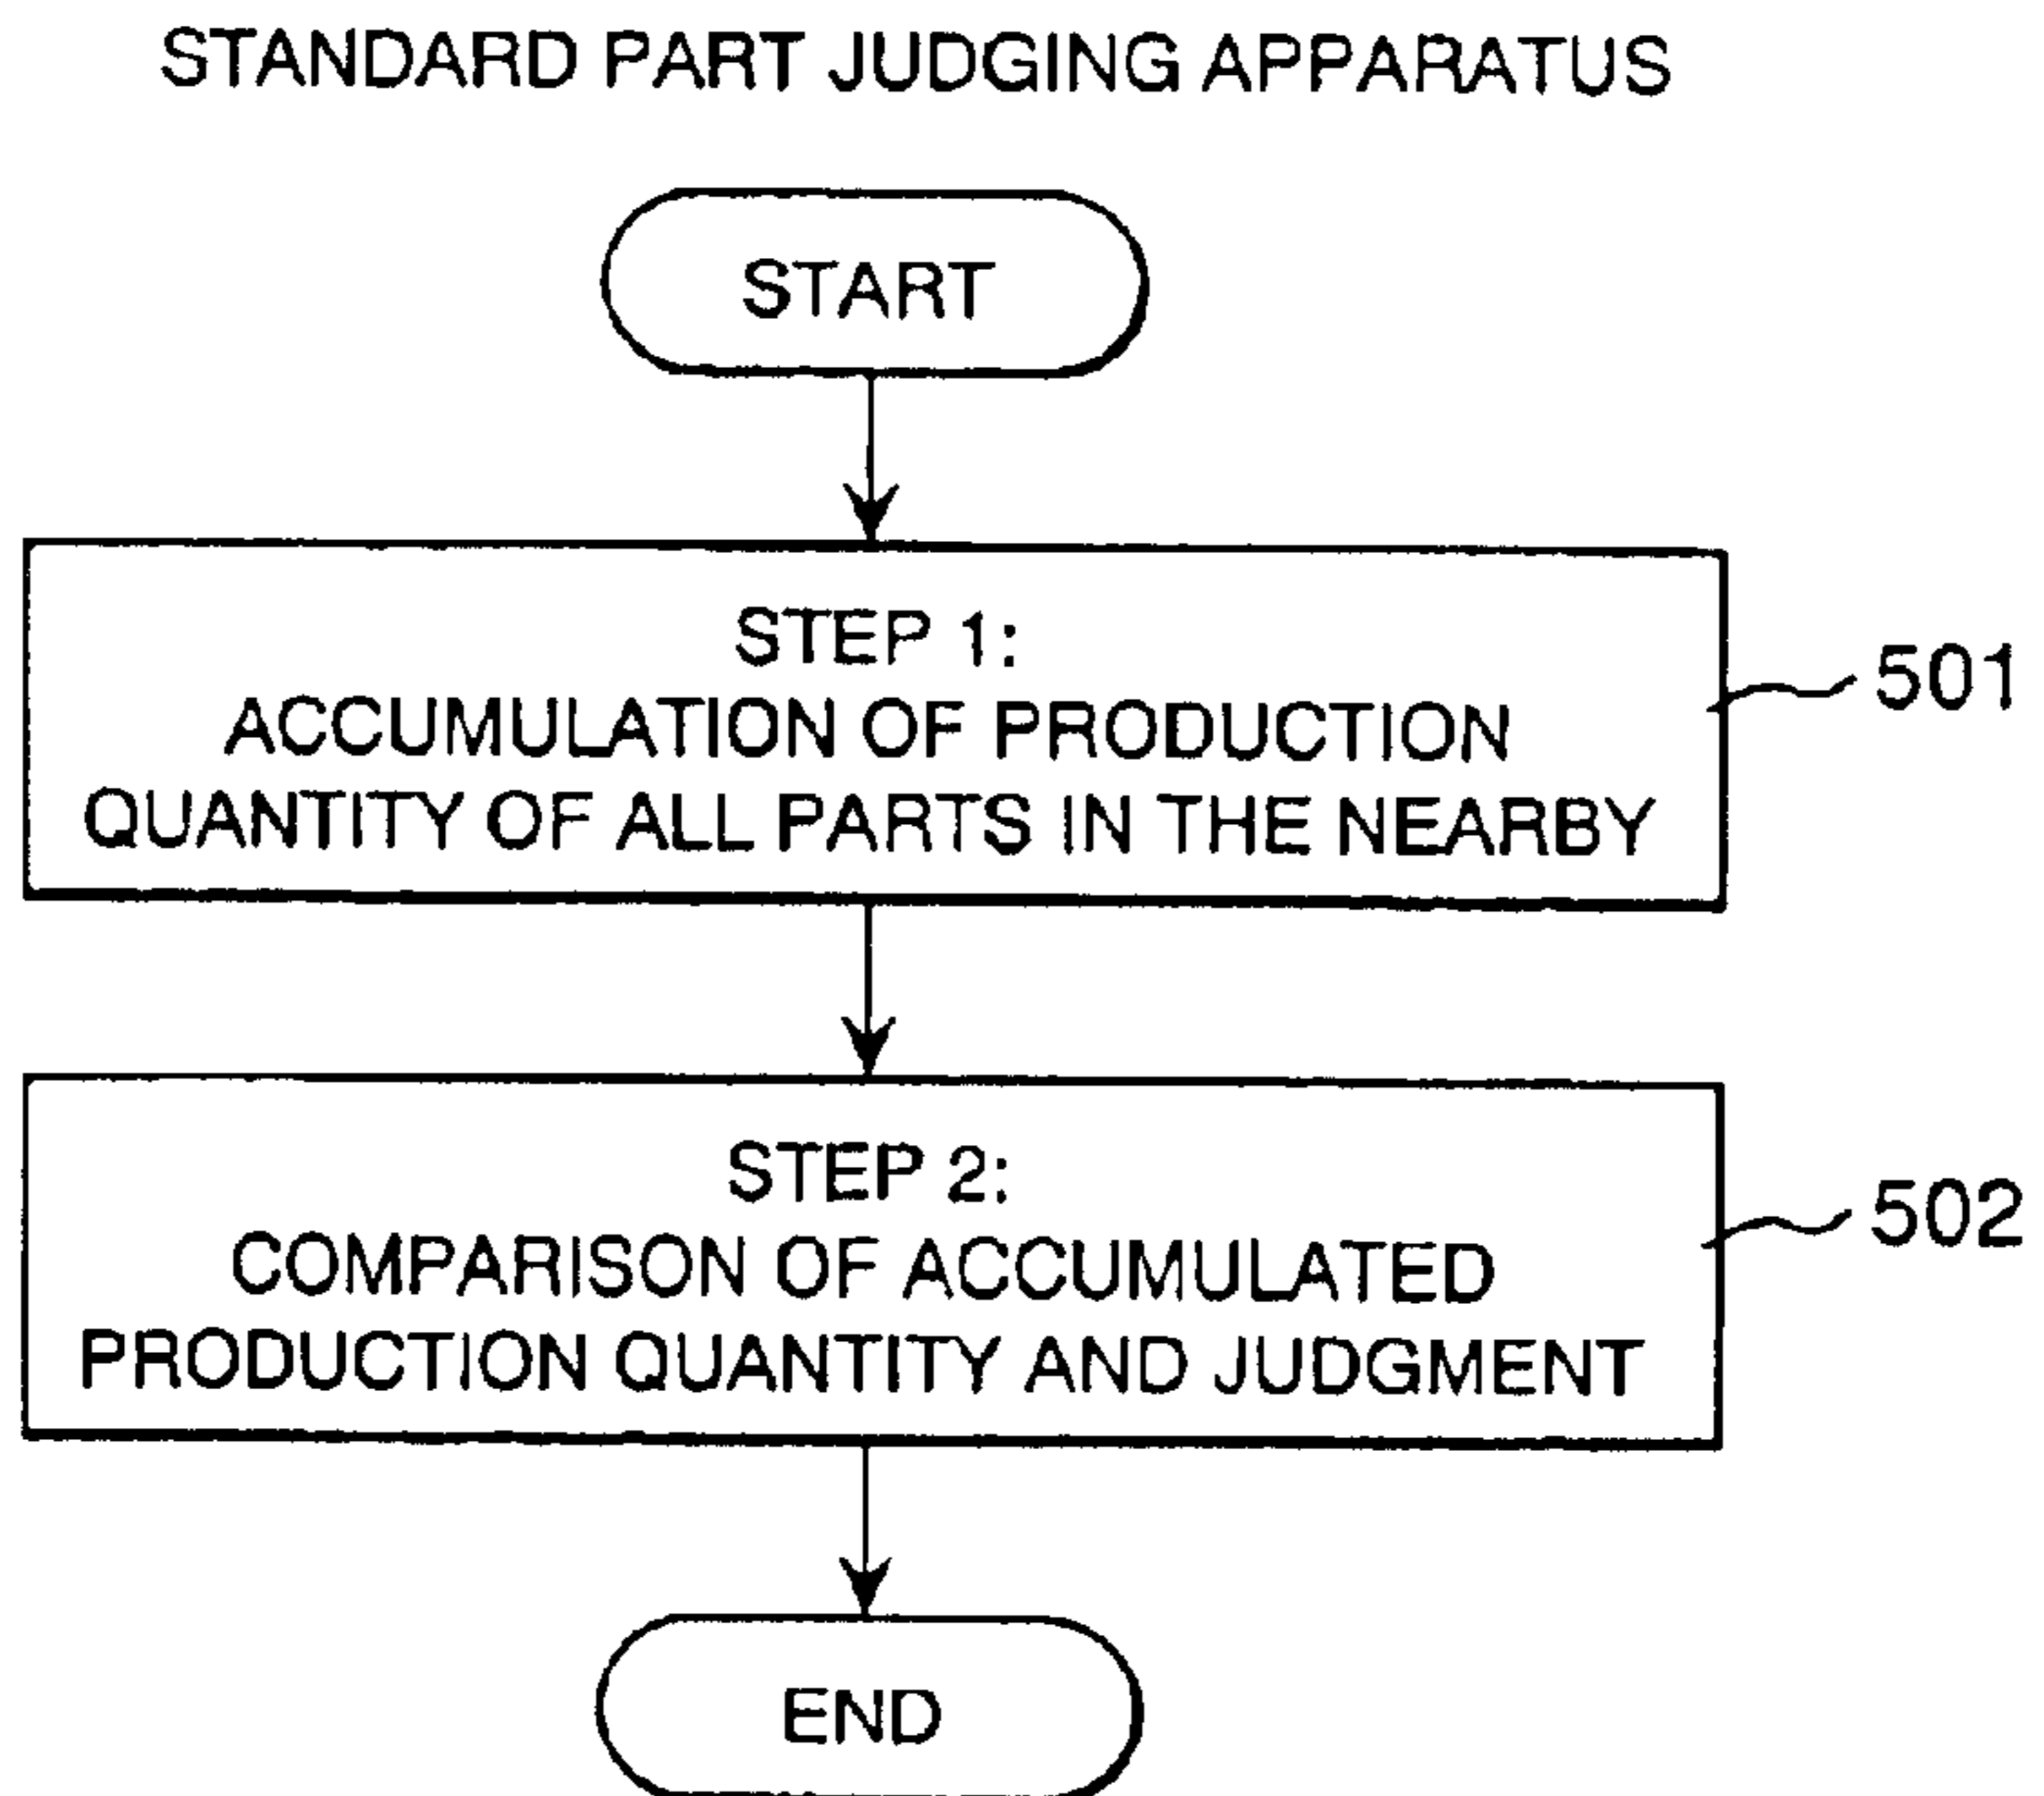 STANDARD PART JUDGING APPARATUS
START
STEP 1:
ACCUMULATION OF PRODUCTION
QUANTITY OF ALL PARTS IN THE NEARBY
501
STEP 2:
COMPARISON OF ACCUMULATED
PRODUCTION QUANTITY AND JUDGMENT
502
END